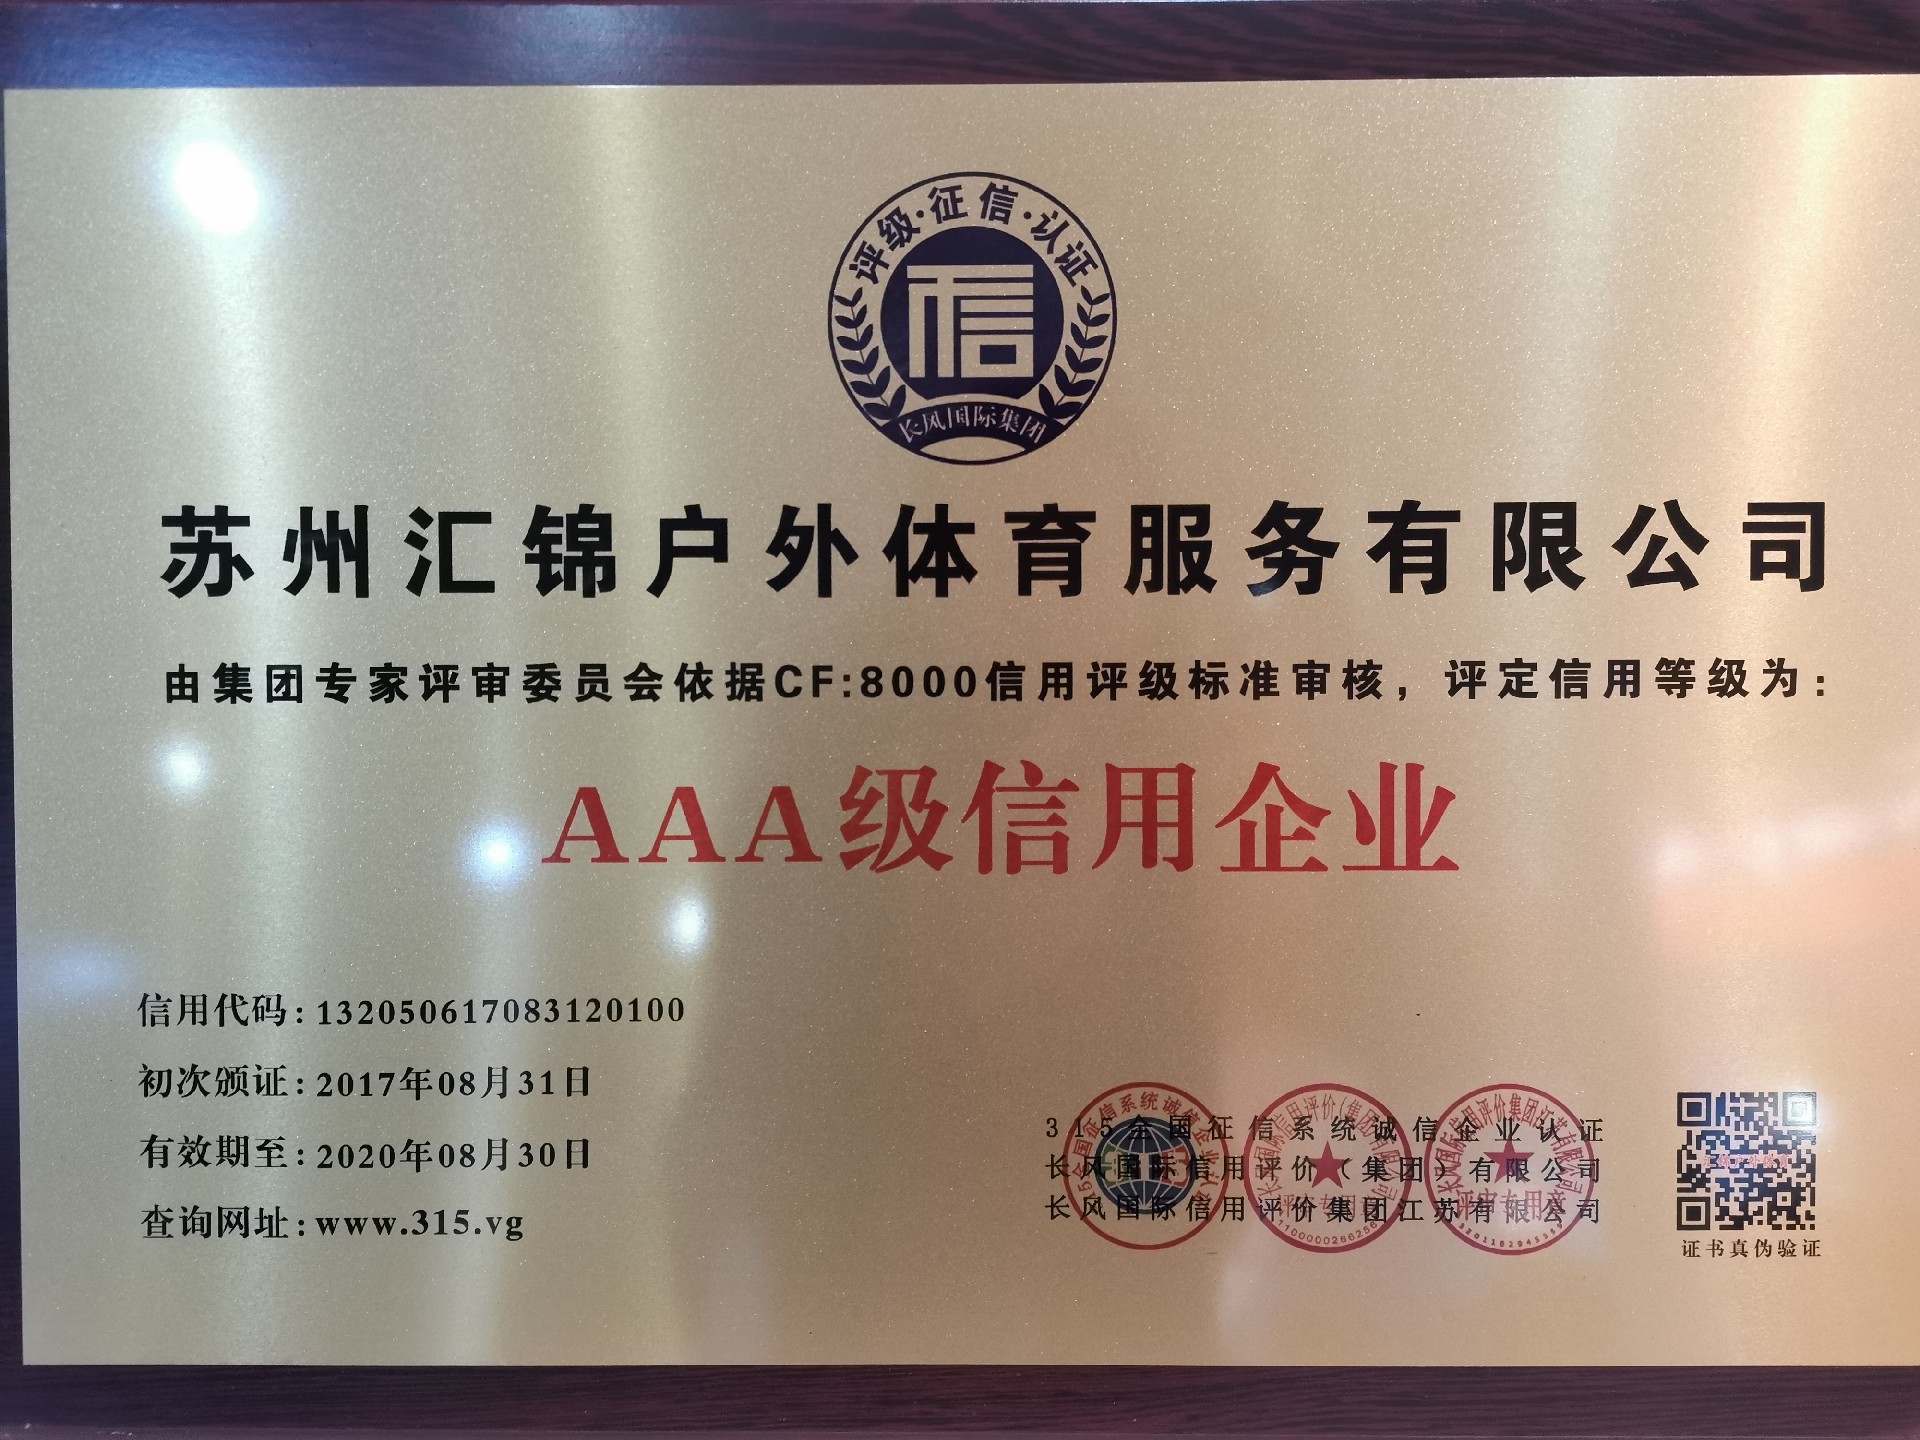 评级·征信·认证
信
长风国际集团
苏州汇锦户外体育服务有限公司
由集团专家评审委员会依据CF:8000信用评级标准审核，评定信用等级为：
AAA级信用企业
信用代码：132050617083120100
初次颁证：2017年08月31日
有效期至：2020年08月30日
查询网址：www.315.vg
315全国征信系统诚信企业认证
长风国际信用评价（集团）有限公司
长风国际信用评价集团江苏有限公司
证书真伪验证